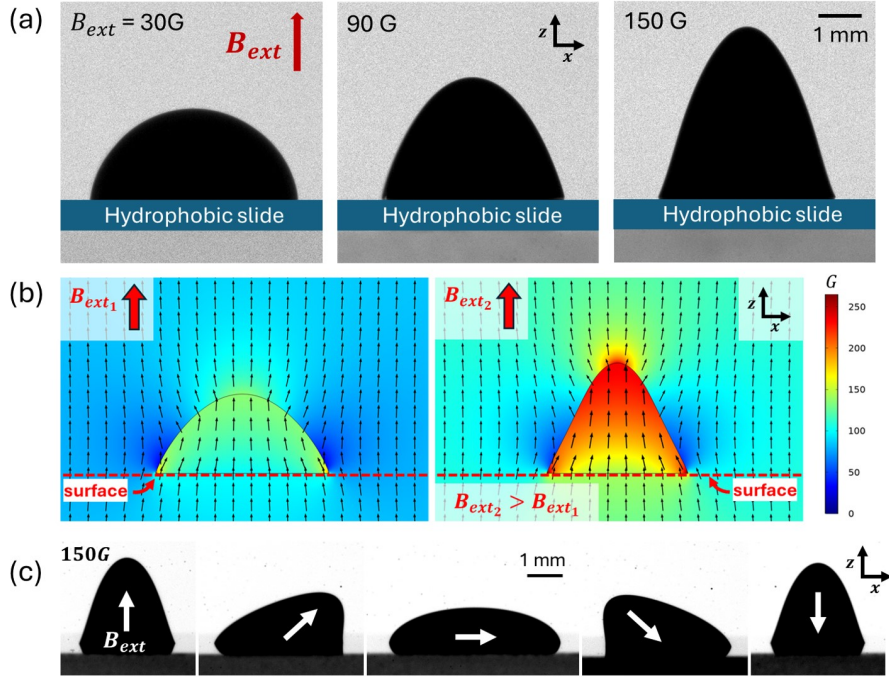 (a)
B_ext = 30G
B_ext
90 G
z
x
150 G
1 mm
Hydrophobic slide
Hydrophobic slide
Hydrophobic slide
(b)
B_ext₁
surface
B_ext₂
z
x
B_ext₂ > B_ext₁
surface
G
250
200
150
100
50
0
(c)
150G
B_ext
1 mm
z
x